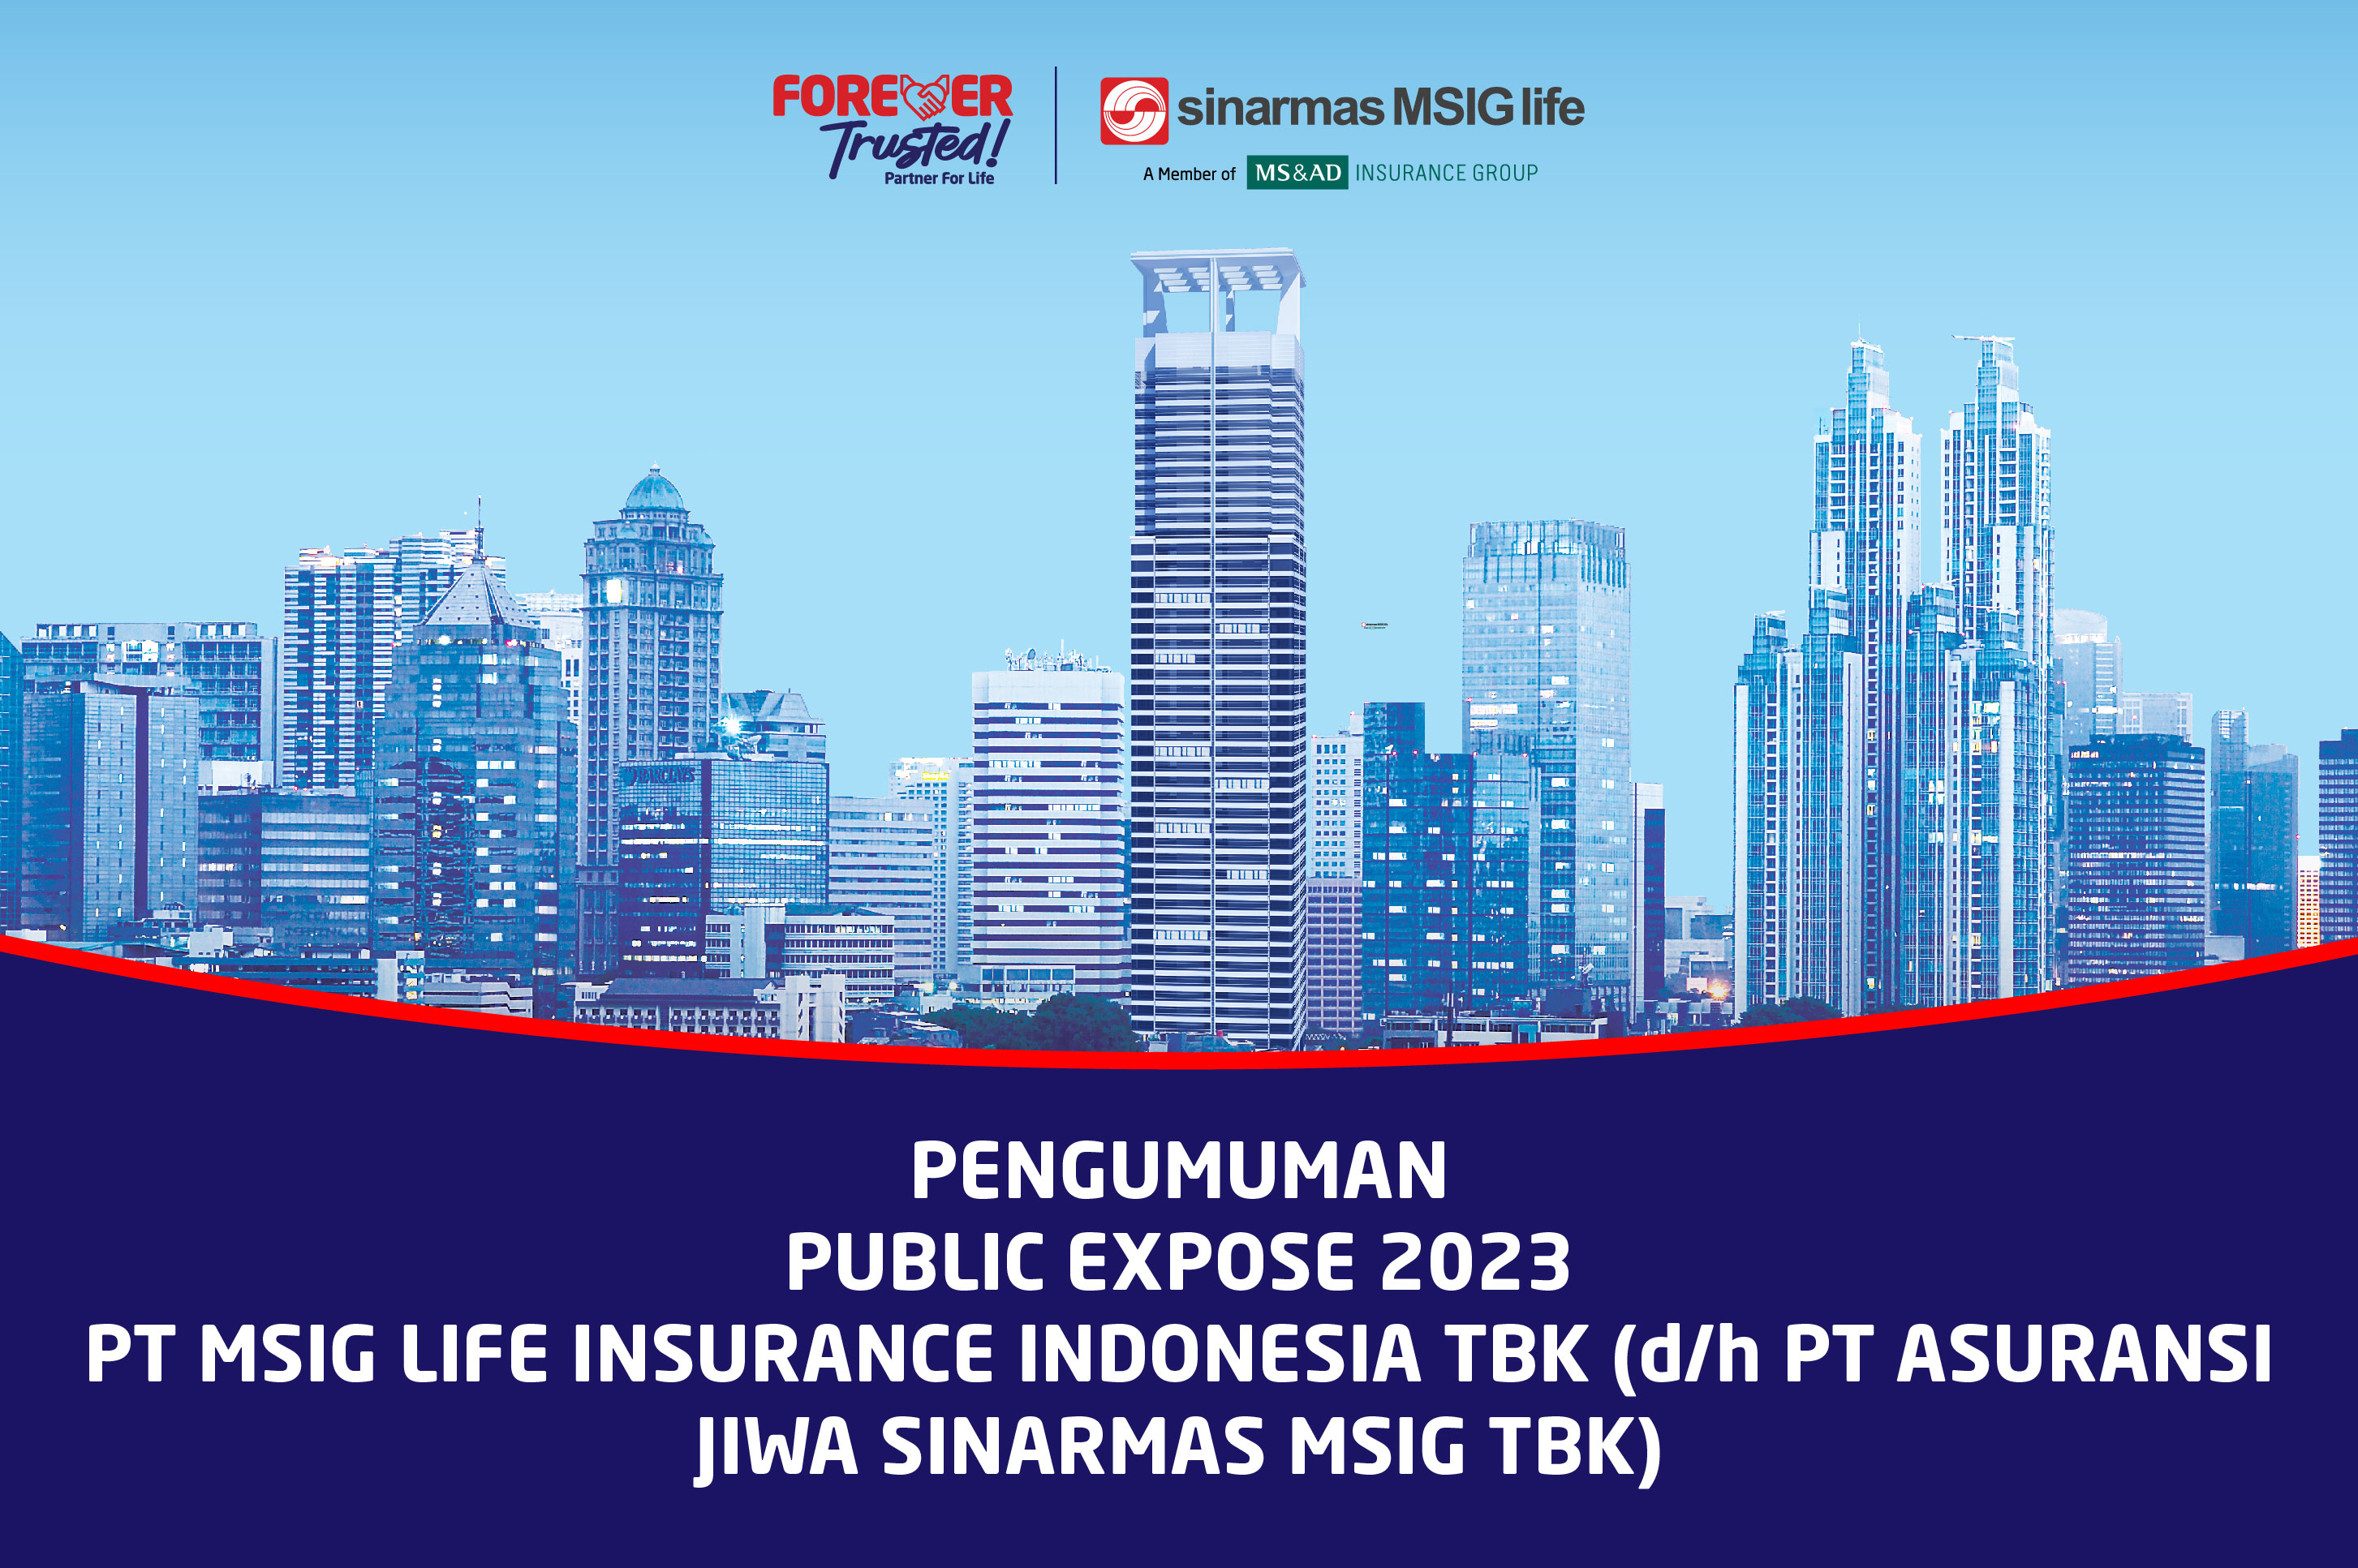 FOREVER
Trusted!
Partner For Life
sinarmas MSIG life
A Member of MS&AD INSURANCE GROUP
BARCLAYS
PENGUMUMAN
PUBLIC EXPOSE 2023
PT MSIG LIFE INSURANCE INDONESIA TBK (d/h PT ASURANSI
JIWA SINARMAS MSIG TBK)